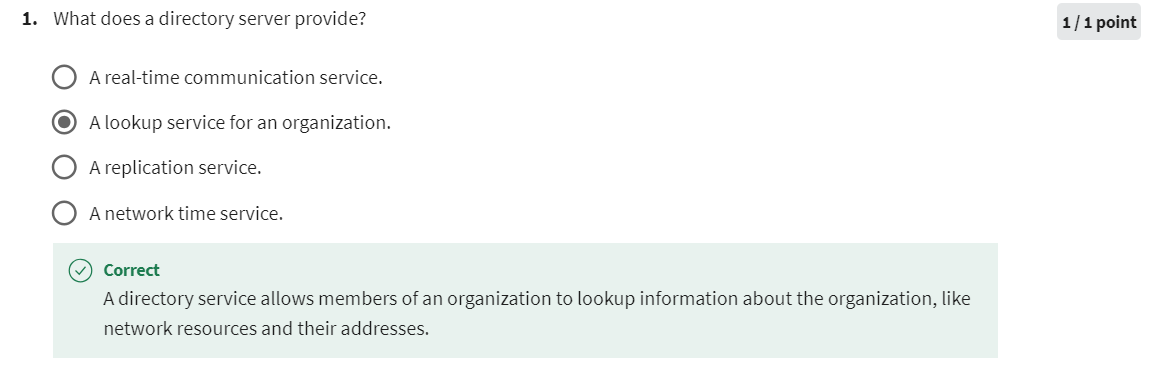 1. What does a directory server provide?
1 / 1 point
A real-time communication service.
A lookup service for an organization.
A replication service.
A network time service.
Correct
A directory service allows members of an organization to lookup information about the organization, like
network resources and their addresses.